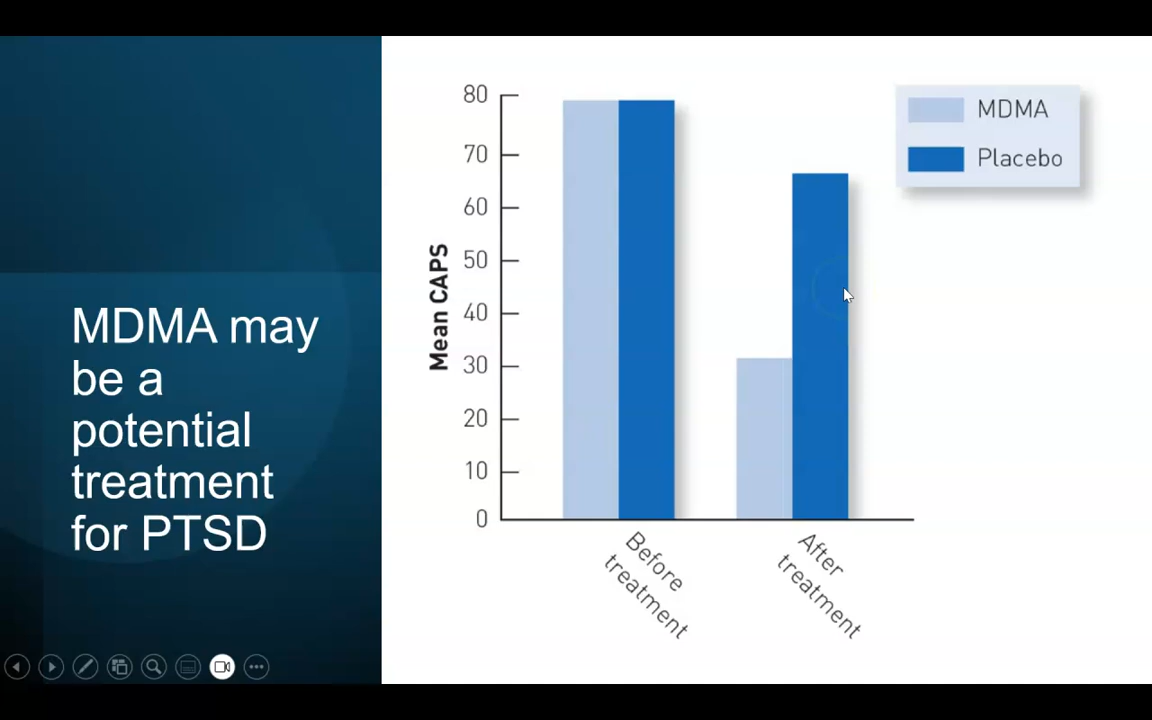 MDMA may
be a
potential
treatment
for PTSD
Mean CAPS
80
70
60
50
40
30
20
10
0
Before
treatment
After
treatment
MDMA
Placebo